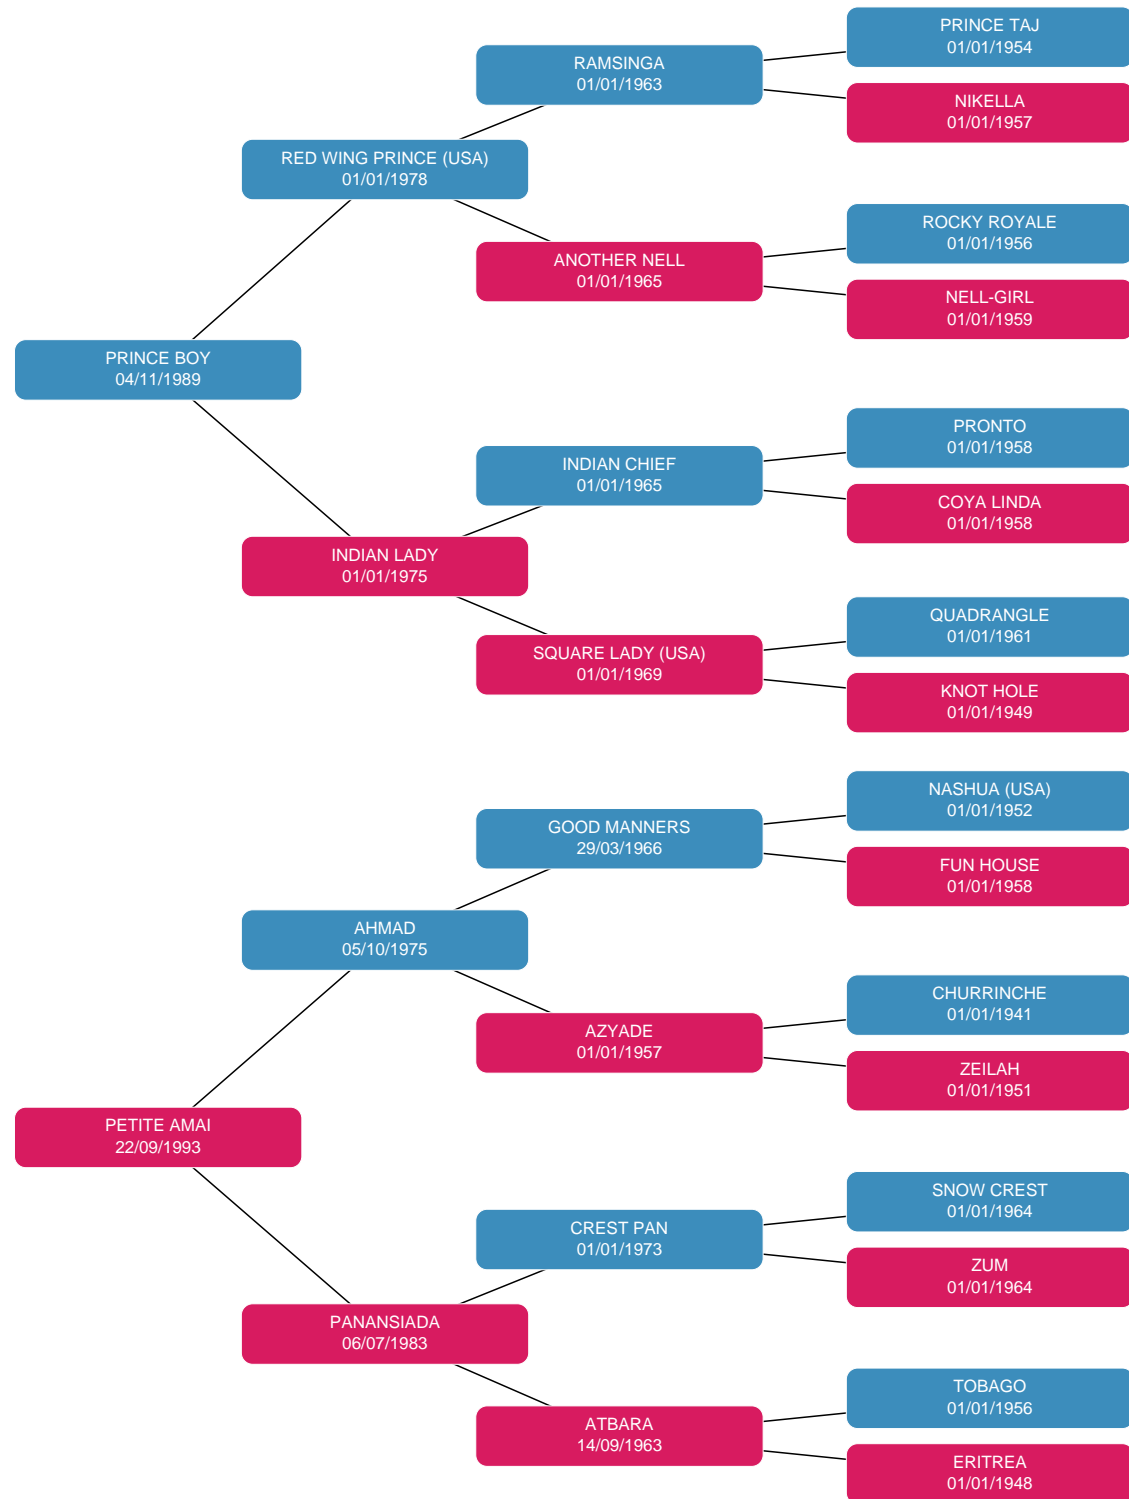 PRINCE TAJ
01/01/1954
RAMSINGA
01/01/1963
NIKELLA
01/01/1957
RED WING PRINCE (USA)
01/01/1978
ROCKY ROYALE
01/01/1956
ANOTHER NELL
01/01/1965
NELL-GIRL
01/01/1959
PRINCE BOY
04/11/1989
PRONTO
01/01/1958
INDIAN CHIEF
01/01/1965
COYA LINDA
01/01/1958
INDIAN LADY
01/01/1975
QUADRANGLE
01/01/1961
SQUARE LADY (USA)
01/01/1969
KNOT HOLE
01/01/1949
NASHUA (USA)
01/01/1952
GOOD MANNERS
29/03/1966
FUN HOUSE
01/01/1958
AHMAD
05/10/1975
CHURRINCHE
01/01/1941
AZYADE
01/01/1957
ZEILAH
01/01/1951
PETITE AMAI
22/09/1993
SNOW CREST
01/01/1964
CREST PAN
01/01/1973
ZUM
01/01/1964
PANANSIADA
06/07/1983
TOBAGO
01/01/1956
ATBARA
14/09/1963
ERITREA
01/01/1948